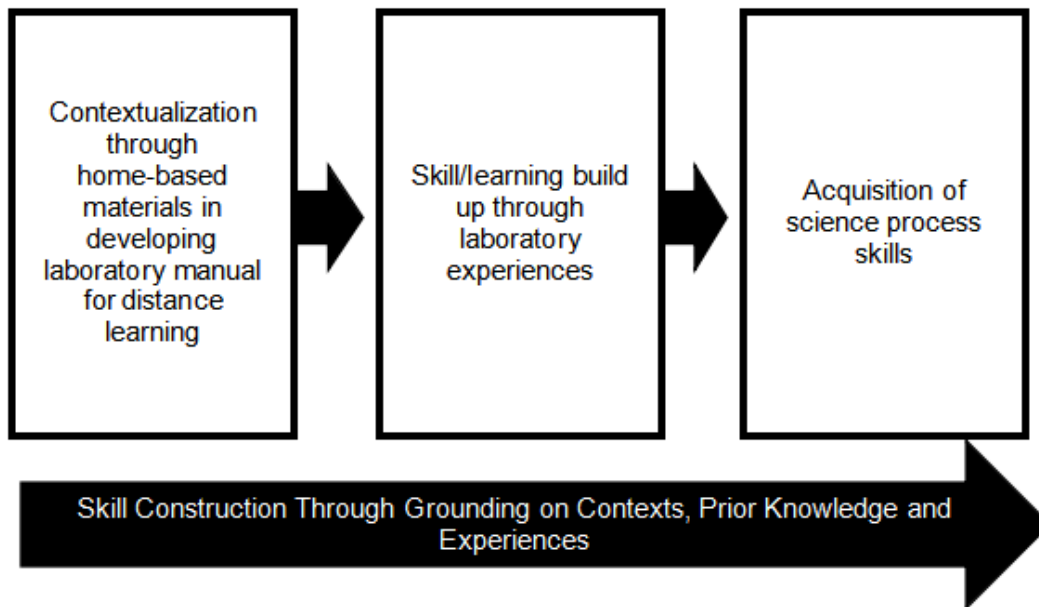 Contextualization
through
home-based
materials in
developing
laboratory manual
for distance
learning
Skill/learning build
up through
laboratory
experiences
Acquisition of
science process
skills
Skill Construction Through Grounding on Contexts, Prior Knowledge and
Experiences